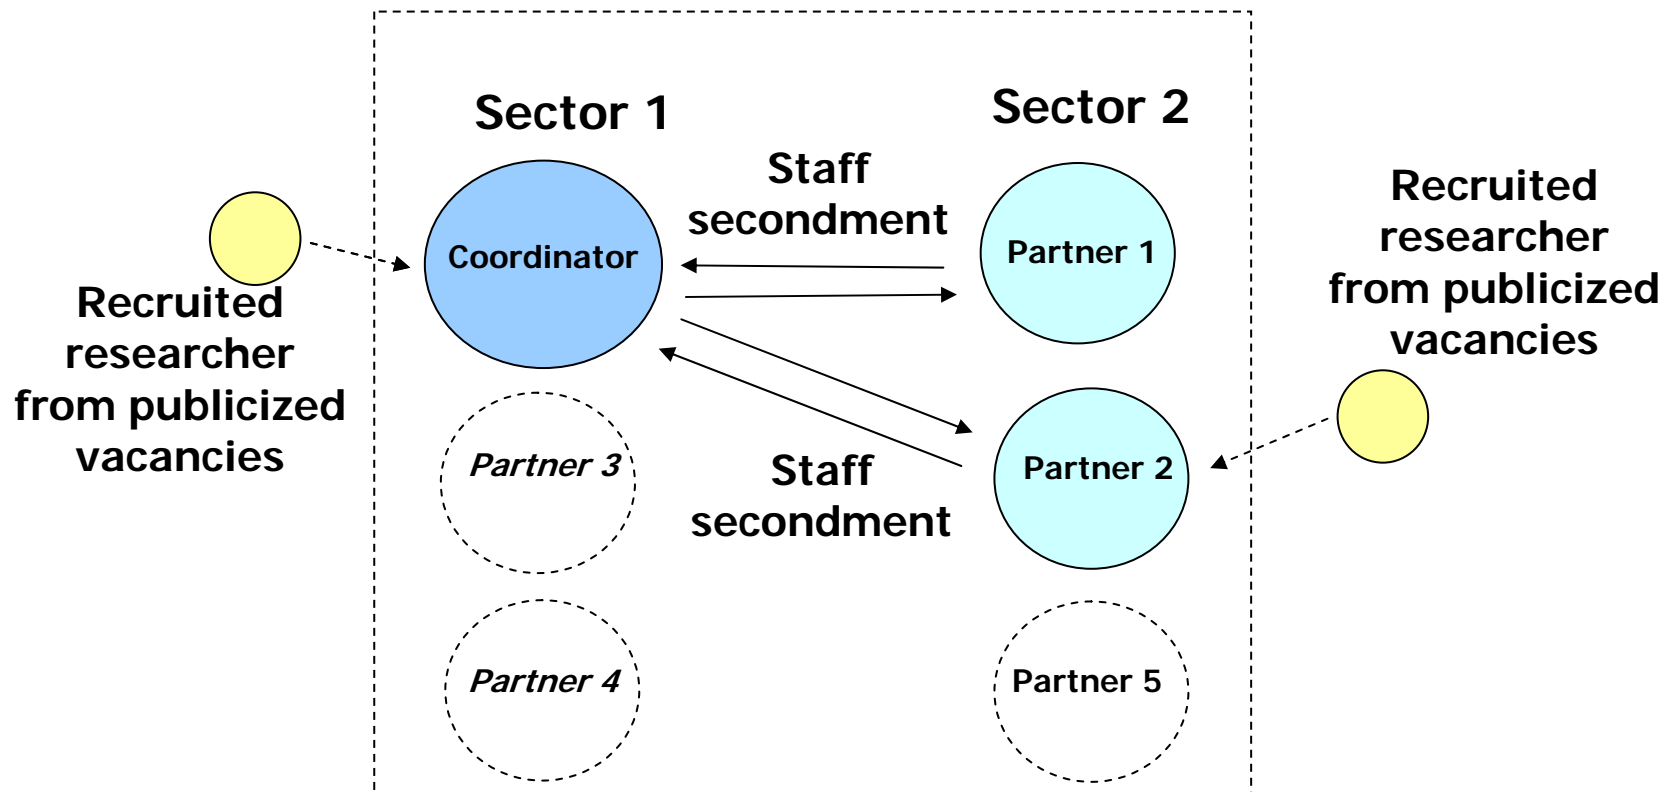 Sector 1
Sector 2
Staff
secondment
Coordinator
Partner 1
Recruited
researcher
from publicized
vacancies
Recruited
researcher
from publicized
vacancies
Partner 3
Staff
secondment
Partner 2
Partner 4
Partner 5